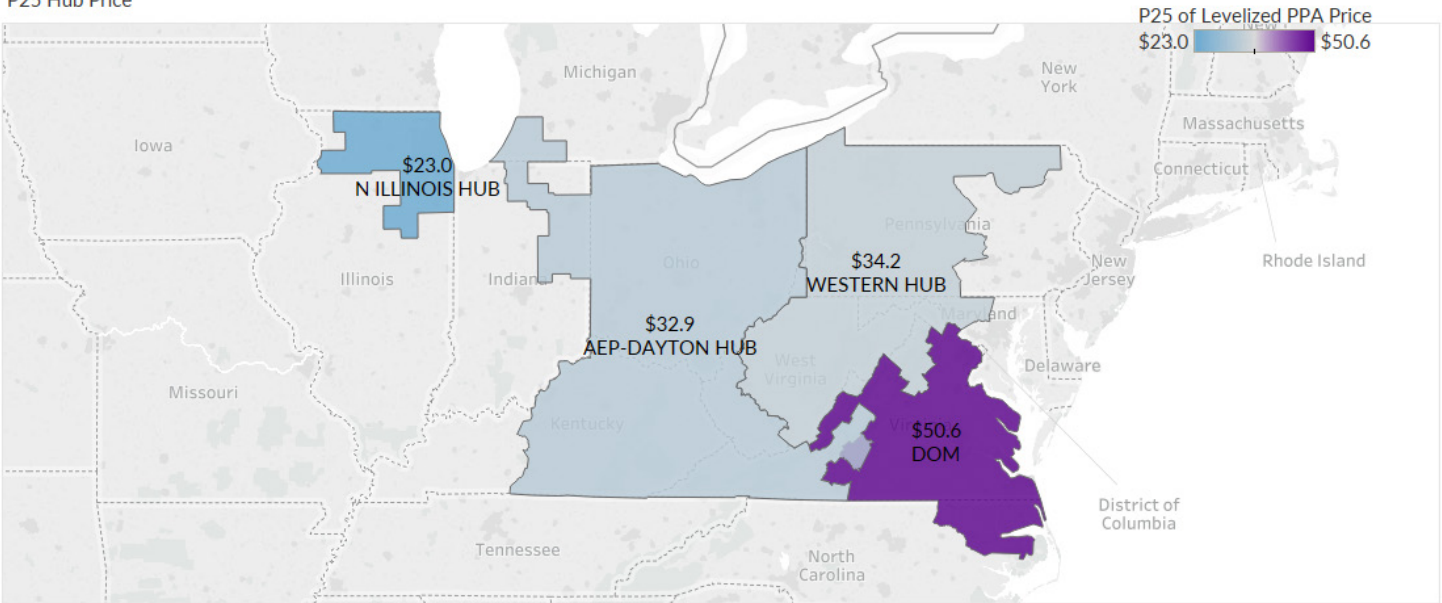 P25 Hub Price
P25 of Levelized PPA Price
$23.0
$50.6
New
Michigan
New
York
Massachusetts
Iowa
Connecticut
$23.0
N ILLINOIS HUB
Pennsylvania
Rhode Island
New
Jersey
Illinois
Indiana
Ohio
$34.2
WESTERN HUB
Maryland
$32.9
AEP-DAYTON HUB
West
Virginia
Delaware
Missouri
Kentucky
Virginia
$50.6
DOM
District of
Columbia
Tennessee
North
Carolina